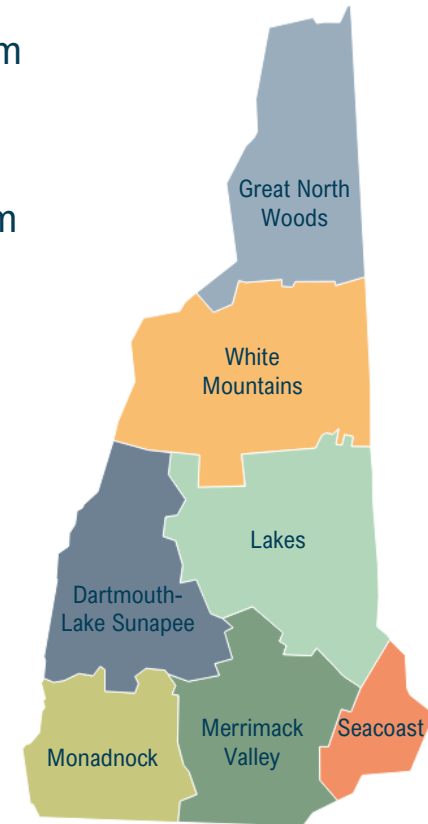 m
m
Great North
Woods
White
Mountains
Lakes
Dartmouth-
Lake Sunapee
Merrimack
Valley
Seacoast
Monadnock